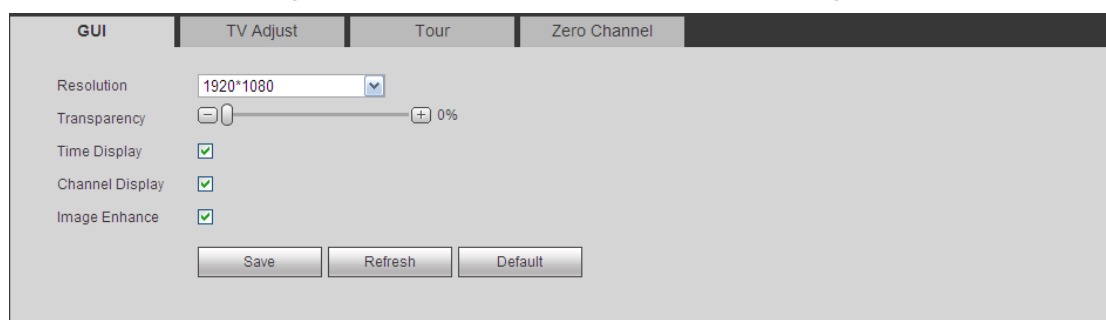 GUI TV Adjust Tour Zero Channel
Resolution 1920*1080
Transparency 0%
Time Display
Channel Display
Image Enhance
Save Refresh Default